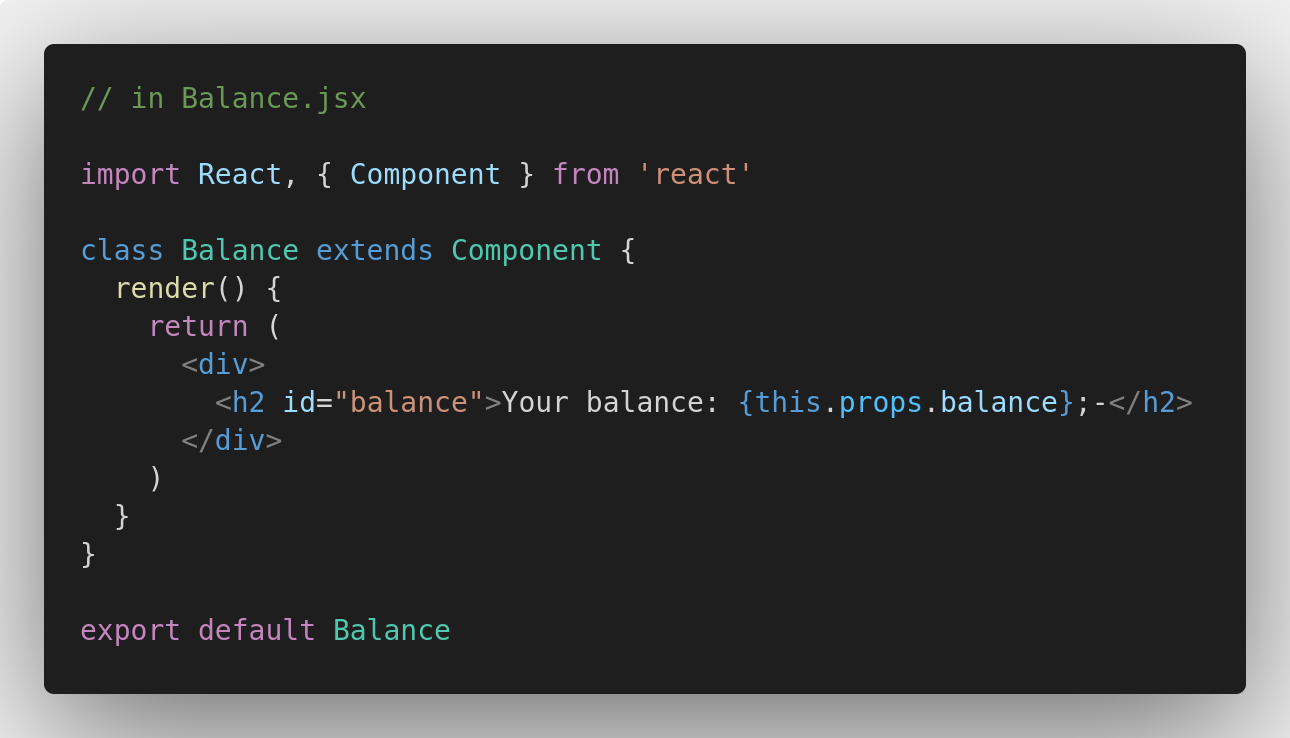 // in Balance.jsx
import React, { Component } from 'react'
class Balance extends Component {
  render() {
    return (
      <div>
        <h2 id="balance">Your balance: {this.props.balance};-</h2>
      </div>
    )
  }
}
export default Balance